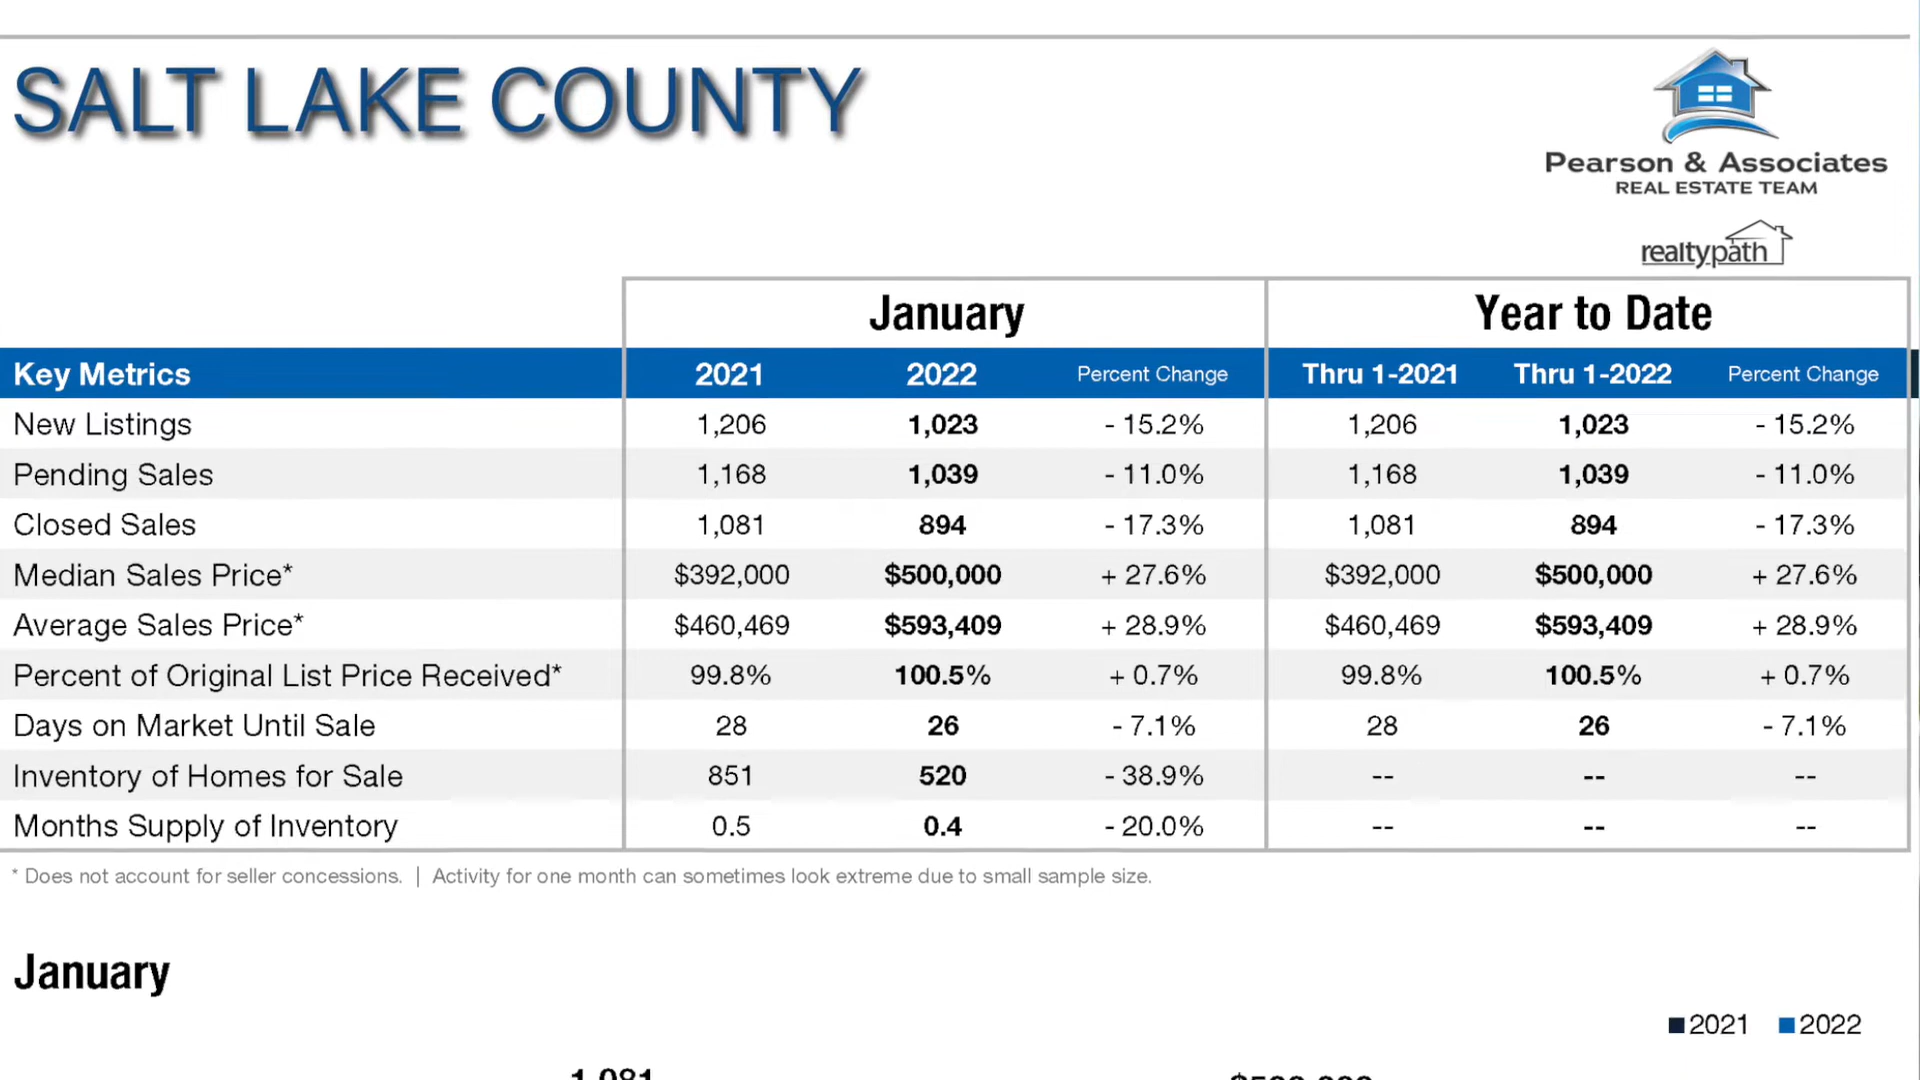 SALT LAKE COUNTY
Pearson & Associates
REAL ESTATE TEAM
realtypath
January Year to Date
Key Metrics 2021 2022 Percent Change Thru 1-2021 Thru 1-2022 Percent Change
New Listings 1,206 1,023 - 15.2% 1,206 1,023 - 15.2%
Pending Sales 1,168 1,039 - 11.0% 1,168 1,039 - 11.0%
Closed Sales 1,081 894 - 17.3% 1,081 894 - 17.3%
Median Sales Price* $392,000 $500,000 + 27.6% $392,000 $500,000 + 27.6%
Average Sales Price* $460,469 $593,409 + 28.9% $460,469 $593,409 + 28.9%
Percent of Original List Price Received* 99.8% 100.5% + 0.7% 99.8% 100.5% + 0.7%
Days on Market Until Sale 28 26 - 7.1% 28 26 - 7.1%
Inventory of Homes for Sale 851 520 - 38.9% -- -- --
Months Supply of Inventory 0.5 0.4 - 20.0% -- -- --
* Does not account for seller concessions. | Activity for one month can sometimes look extreme due to small sample size.
January
2021 2022
1,081